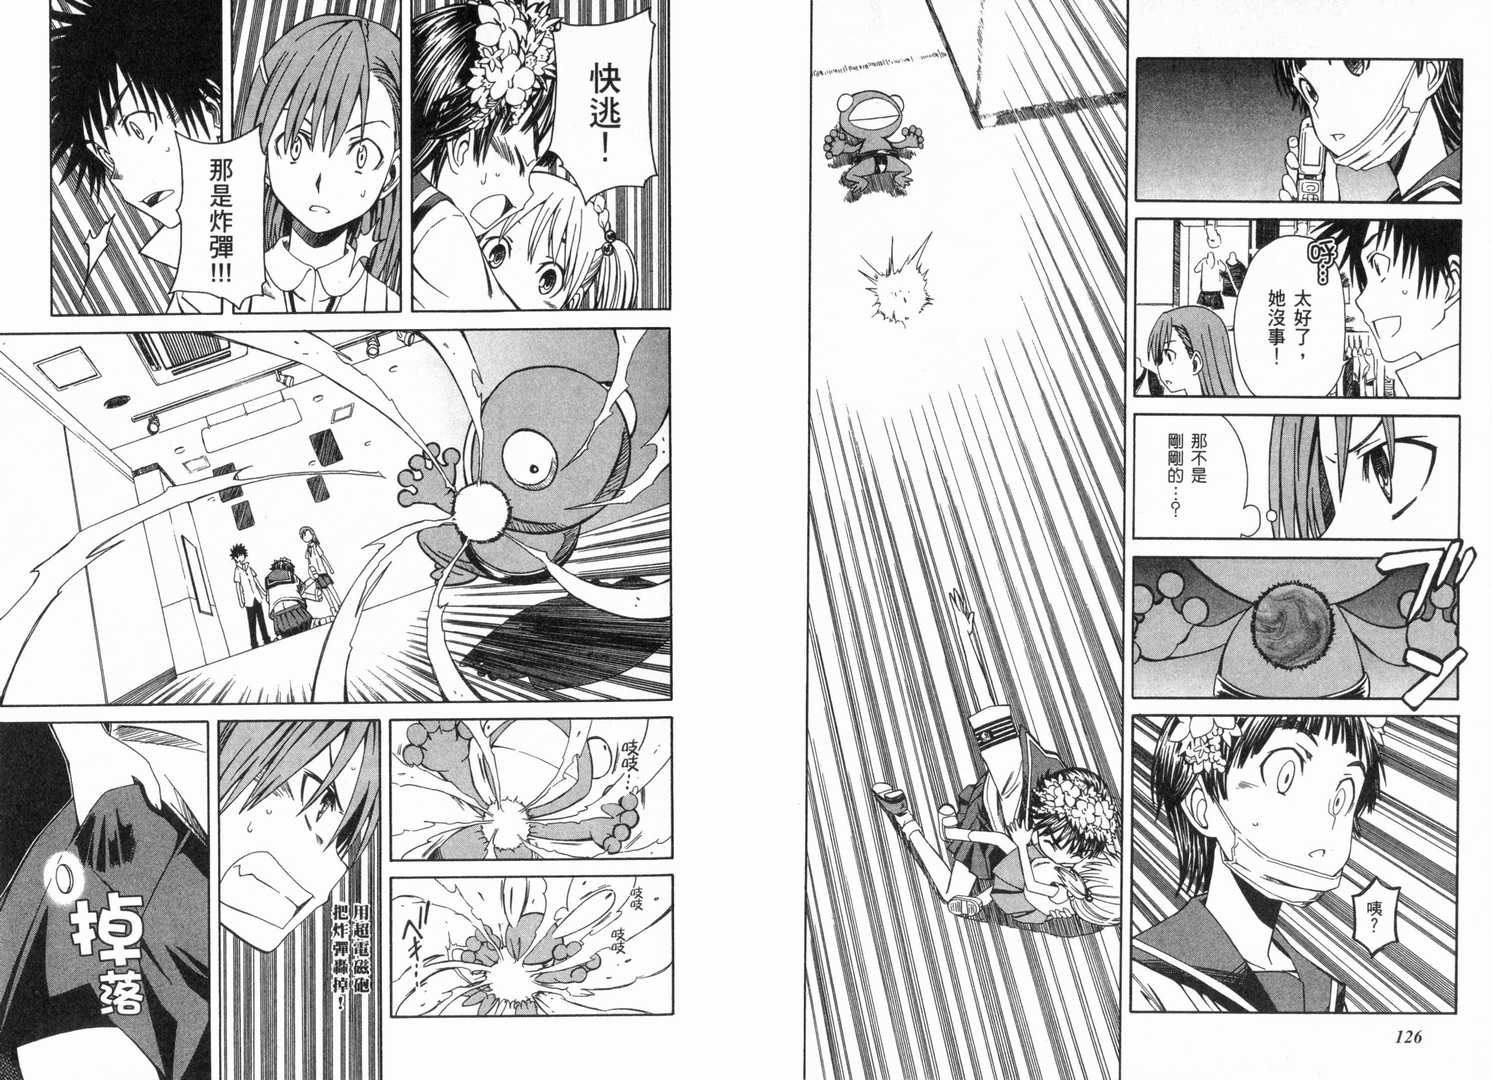 呼…
太好了，
她沒事！
那不是
剛剛的…？
ブン
咦？
126
快逃！
那是炸彈!!!
吱吱…
吱吱
吱吱
用超電磁砲
把炸彈轟掉！
掉落